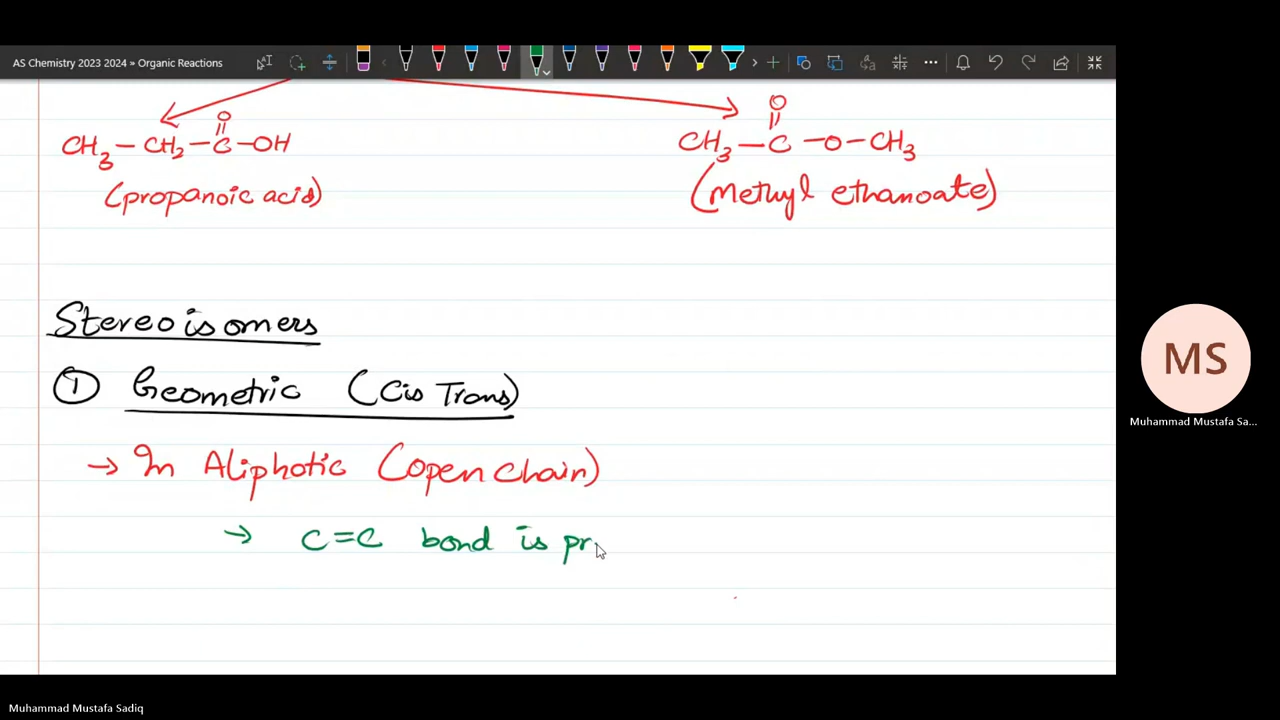 AS Chemistry 2023 2024 » Organic Reactions
O O
CH3 – CH2 – C – OH CH3 – C – O – CH3
(propanoic acid) (Methyl ethanoate)
Stereoisomers
① Geometric (Cis Trans)
→ In Aliphatic (open chain)
→ C=C bond is pr
MS
Muhammad Mustafa Sa...
Muhammad Mustafa Sadiq